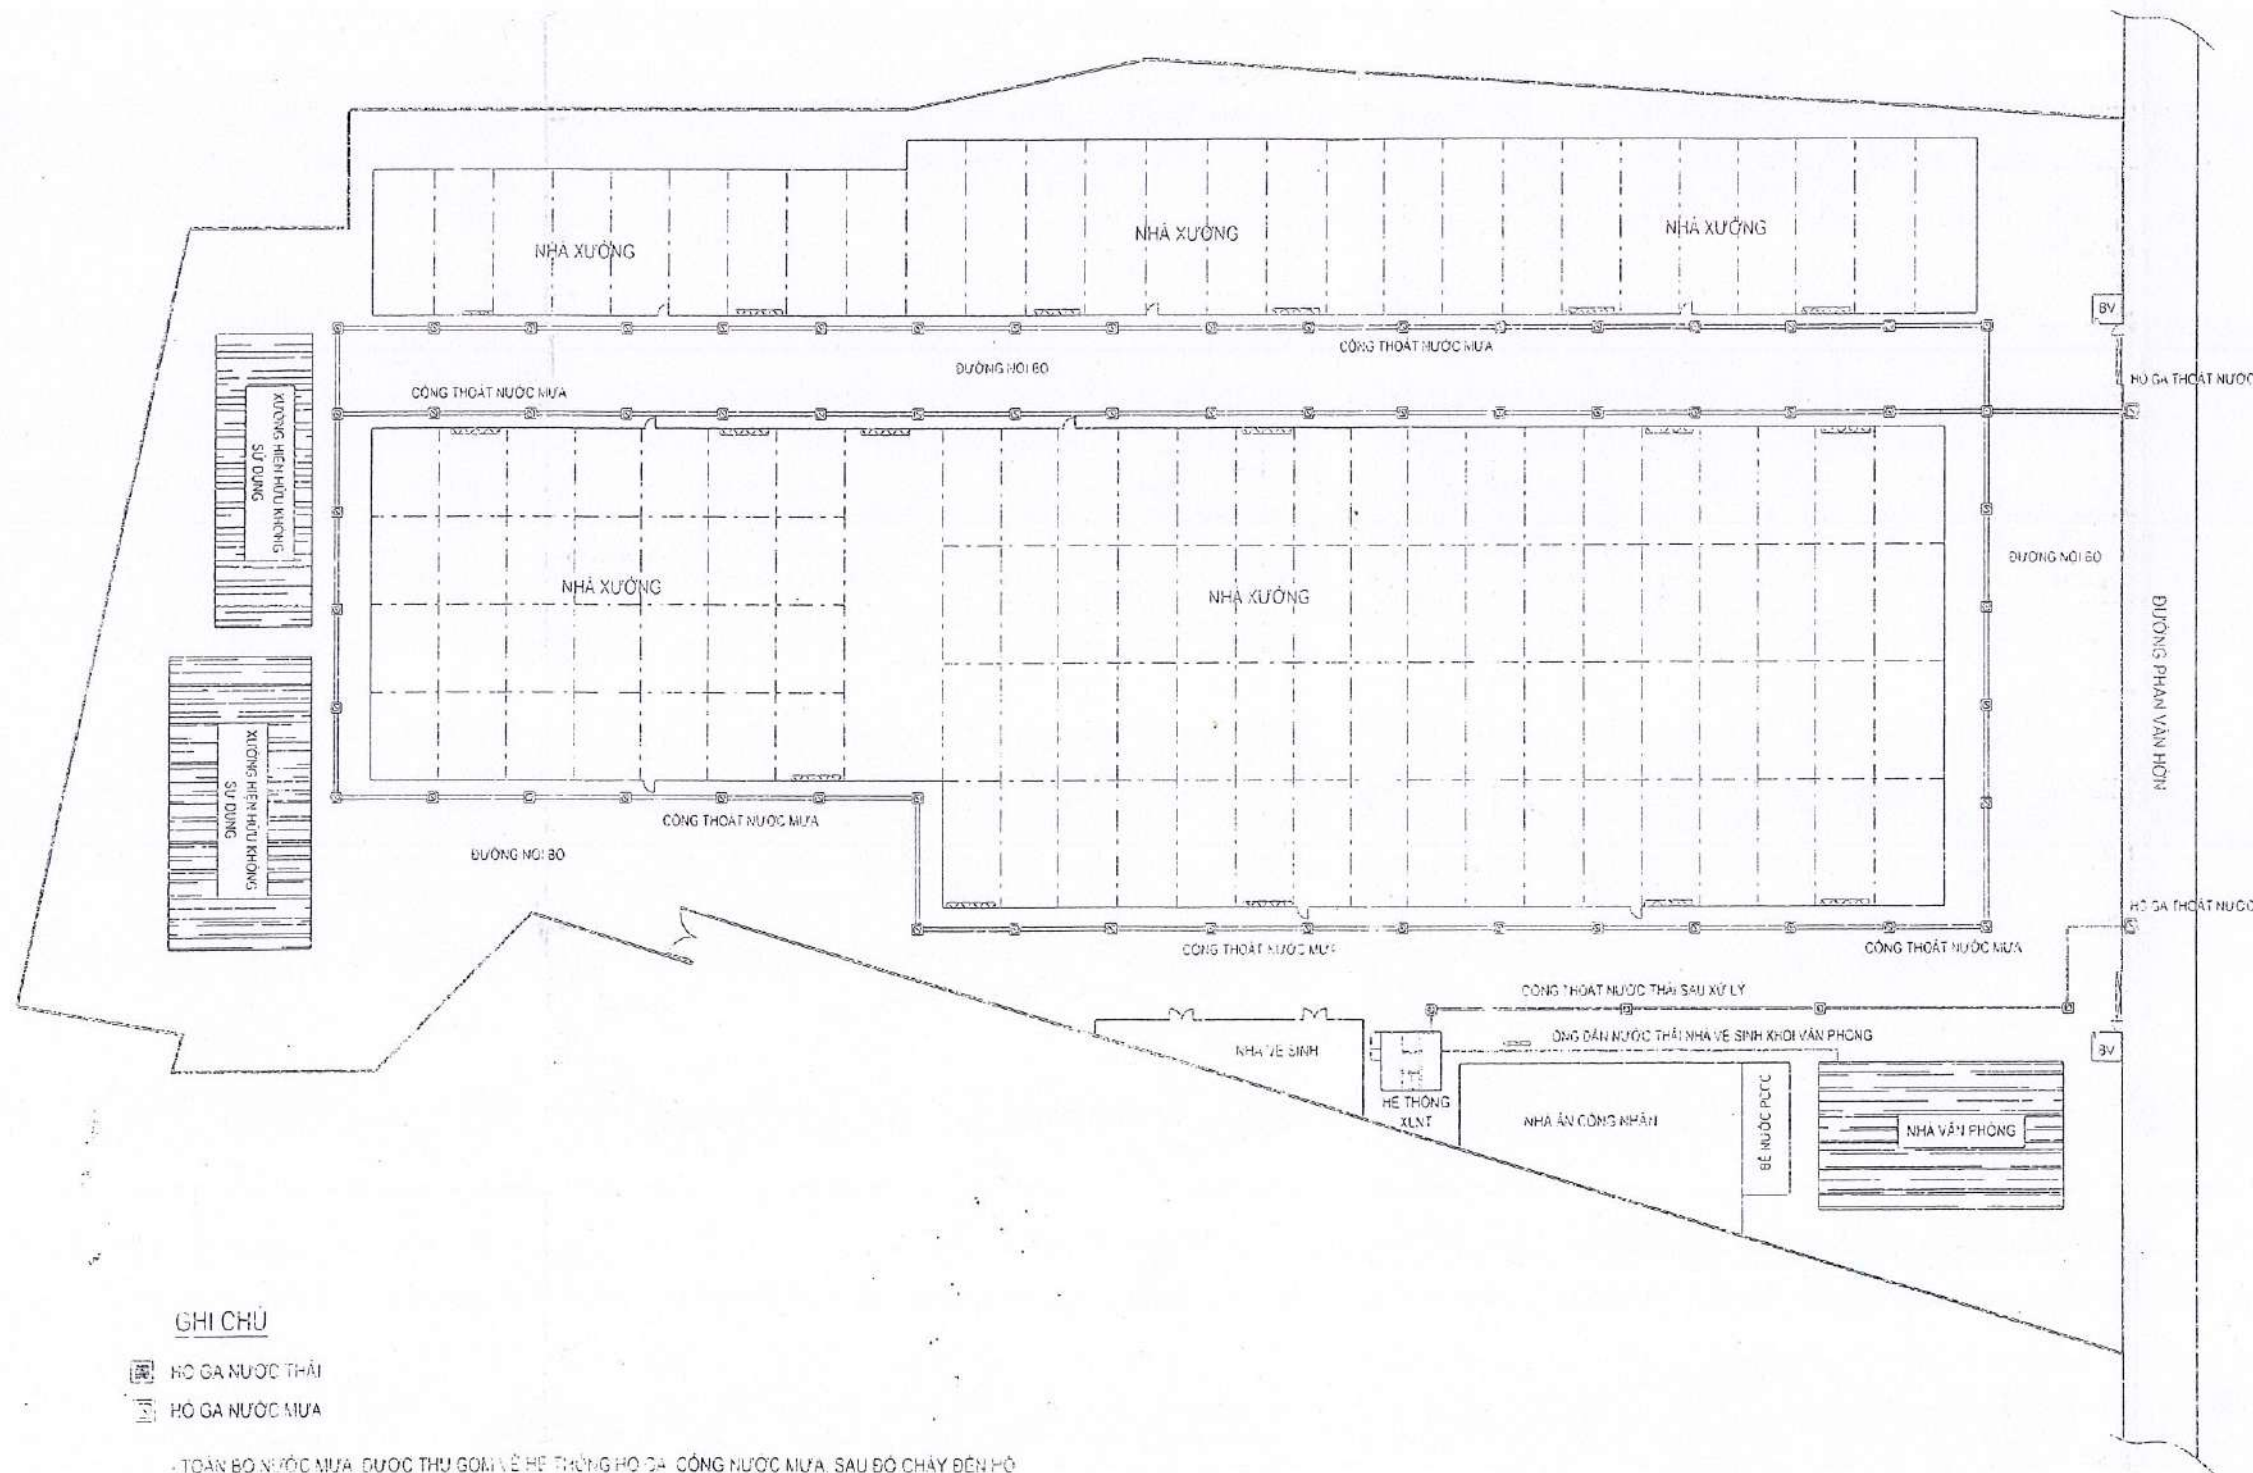 NHÀ XƯỞNG
NHÀ XƯỞNG
NHÀ XƯỞNG
BV
CỐNG THOÁT NƯỚC MƯA
ĐƯỜNG NỘI BỘ
HỐ GA THOÁT NƯỚC
CỐNG THOÁT NƯỚC MƯA
XƯỞNG HIỆN HỮU KHÔNG
SỬ DỤNG
ĐƯỜNG NỘI BỘ
NHÀ XƯỞNG
NHÀ XƯỞNG
ĐƯỜNG PHAN VĂN HỚN
XƯỞNG HIỆN HỮU KHÔNG
SỬ DỤNG
CỐNG THOÁT NƯỚC MƯA
ĐƯỜNG NỘI BỘ
HỐ GA THOÁT NƯỚC
CỐNG THOÁT NƯỚC MƯA
CỐNG THOÁT NƯỚC MƯA
CỐNG THOÁT NƯỚC THẢI SAU XỬ LÝ
ỐNG DẪN NƯỚC THẢI NHÀ VỆ SINH KHỐI VĂN PHÒNG
NHÀ VỆ SINH
BV
HỆ THỐNG
XLNT
NHÀ ĂN CÔNG NHÂN
BỂ NƯỚC PCCC
NHÀ VĂN PHÒNG
GHI CHÚ
HỐ GA NƯỚC THẢI
HỐ GA NƯỚC MƯA
- TOÀN BỘ NƯỚC MƯA ĐƯỢC THU GOM VỀ HỆ THỐNG HỐ GA, CỐNG NƯỚC MƯA, SAU ĐÓ CHẢY ĐẾN HỐ